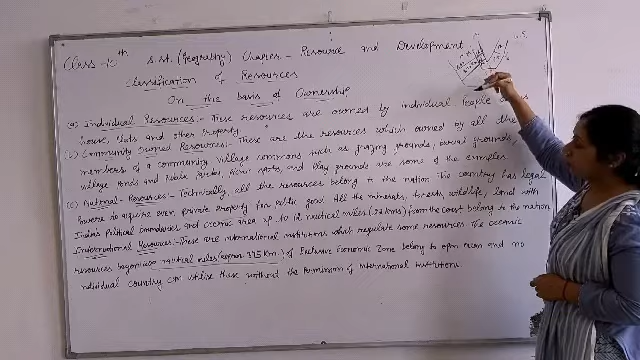 Class -10th S.ST. (Geography) Chapter - Resource and Development
Classification of Resources
On the basis of Ownership
(a) Individual Resources - These resources are owned by individual People
house, Plots and other Property.
(b) Community Owned Resources - These are the resources which owned by all the
members of a community village commons such as grazing grounds, burial grounds,
village Ponds and Public Parks, Picnic spots and Play grounds are some of the examples
(c) National Resources - Technically all the resources belong to the nation. The country has legal
Powers to acquire even private property for public good. All the minerals, forests, wildlife, land with
India's Political boundaries and oceanic area up to 12 nautical miles from the coast belong to the nation
International Resources - These are international institutions what regulate some resources The oceanic
resources beyond 200 nautical miles of Exclusive Economic Zone belong to open ocean and no
individual country can utilise these without the Permission of International Institutions